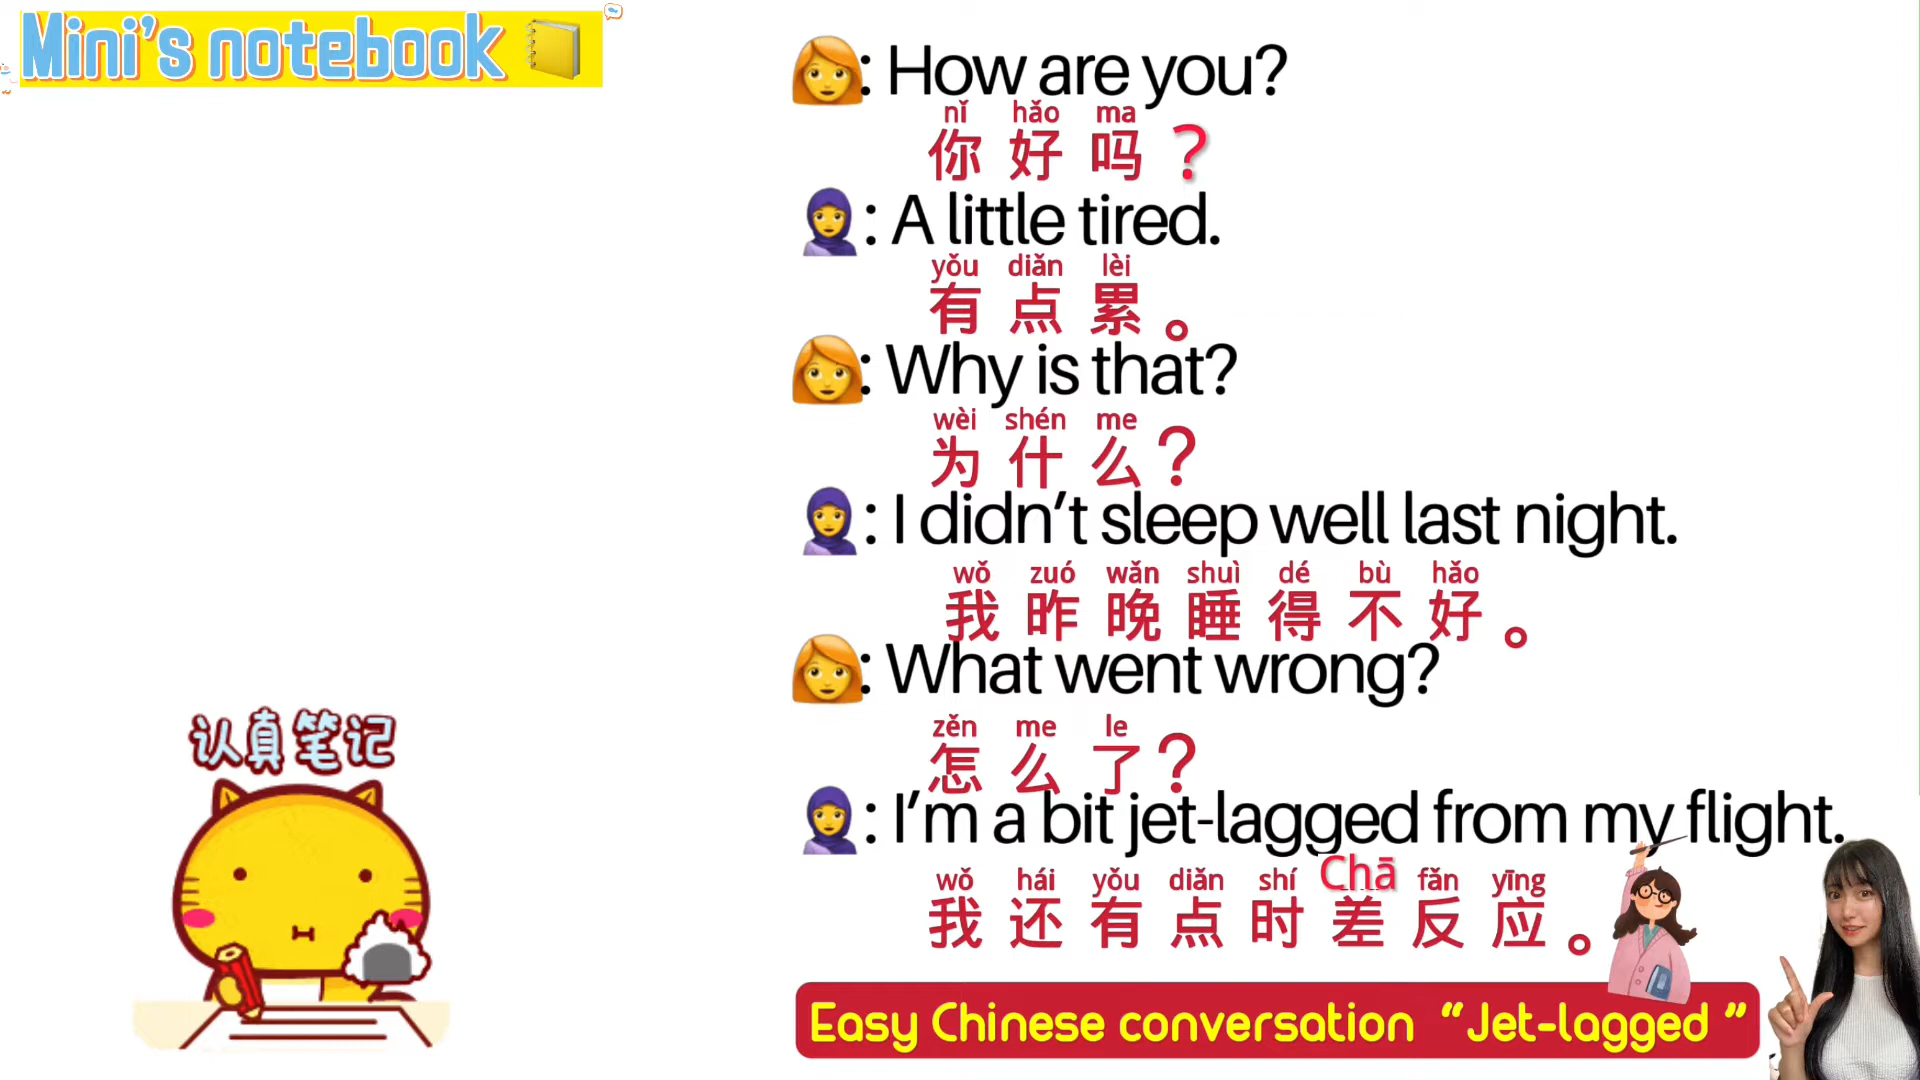 Mini's notebook
: How are you?
nǐ hǎo ma
你好吗？
: A little tired.
yǒu diǎn lèi
有点累。
: Why is that?
wèi shén me
为什么？
: I didn't sleep well last night.
wǒ zuó wǎn shuì dé bù hǎo
我昨晚睡得不好。
: What went wrong?
zěn me le
怎么了？
: I'm a bit jet-lagged from my flight.
wǒ hái yǒu diǎn shí Chā fǎn yīng
我还有点时差反应。
认真笔记
Easy Chinese conversation “Jet-lagged ”